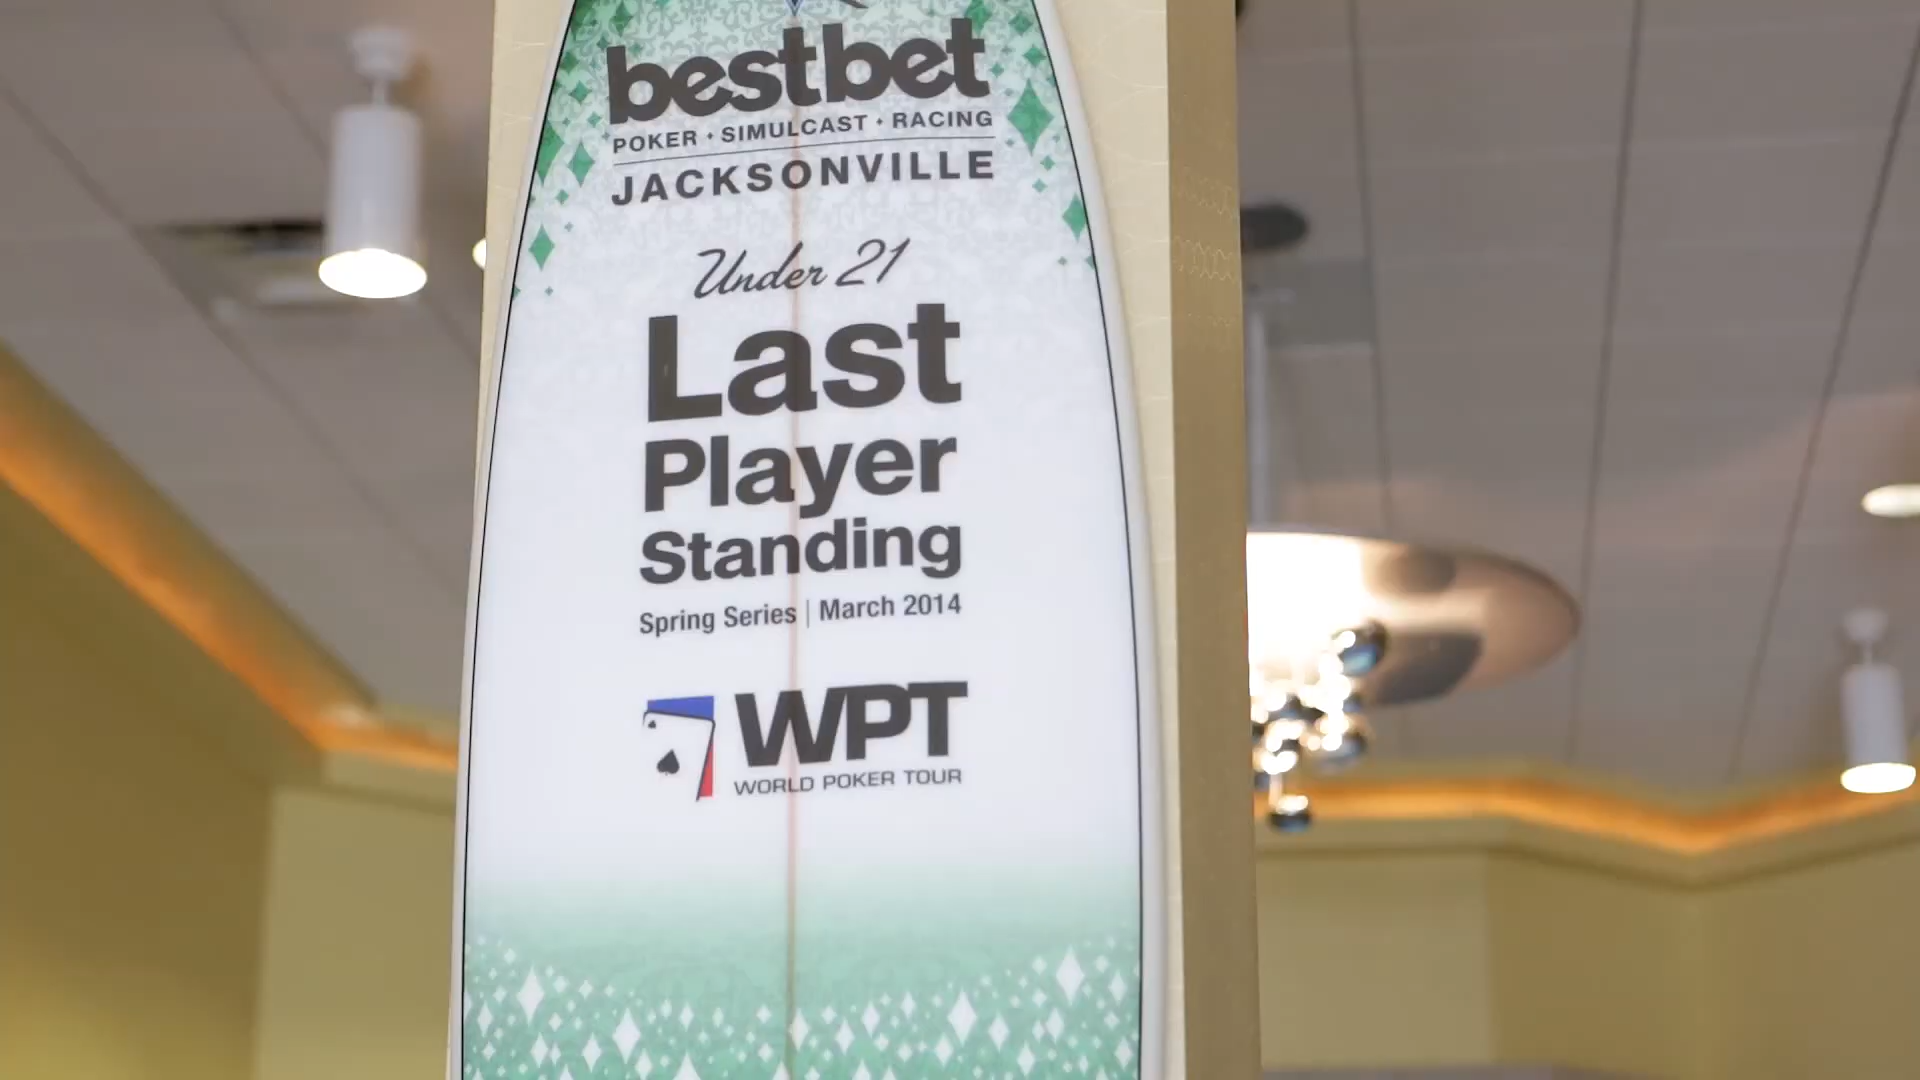 bestbet
POKER • SIMULCAST • RACING
JACKSONVILLE
Under 21
Last
Player
Standing
Spring Series | March 2014
WPT
WORLD POKER TOUR